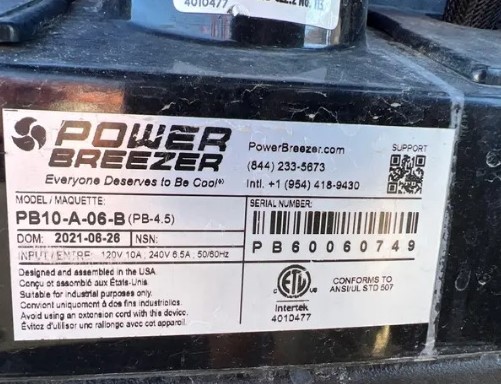 4010477
POWER
BREEZER
Everyone Deserves to Be Cool®
PowerBreezer.com
(844) 233-5673
Intl. +1 (954) 418-9430
SUPPORT
MODEL / MAQUETTE:
PB10-A-06-B (PB-4.5)
DOM: 2021-06-26 NSN:
INPUT/ENTRE: 120V 10A; 240V 6.5A; 50/60Hz
SERIAL NUMBER:
PB60060749
Designed and assembled in the USA
Conçu et assemblé aux États-Unis
Suitable for industrial purposes only.
Convient uniquement à des fins industrielles.
Avoid using an extension cord with this device.
Évitez d'utiliser une rallonge avec cet appareil.
ETL
Intertek
4010477
CONFORMS TO
ANSI/UL STD 507